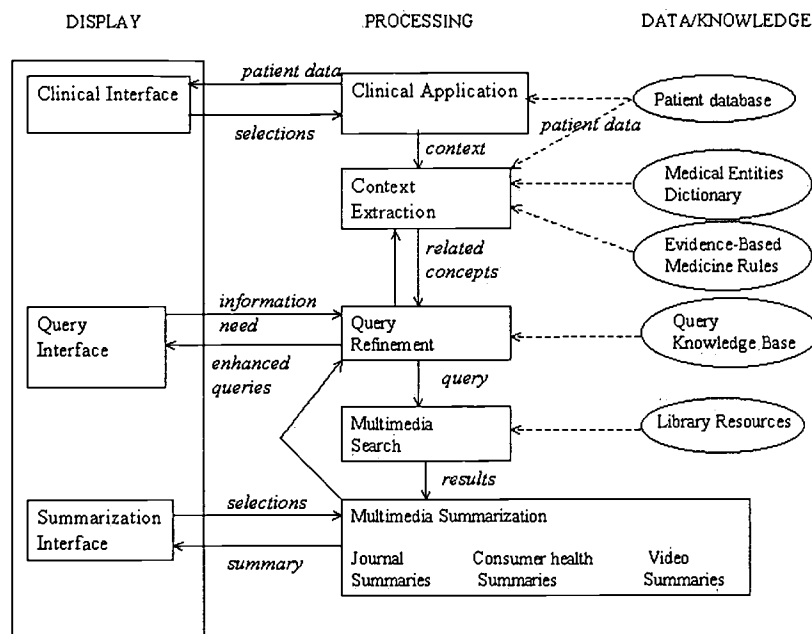 DISPLAY
PROCESSING
DATA/KNOWLEDGE
patient data
Clinical Interface
Clinical Application
Patient database
selections
patient data
context
Context
Extraction
Medical Entities
Dictionary
related
concepts
Evidence-Based
Medicine Rules
information
need
Query
Interface
Query
Refinement
Query
Knowledge Base
enhanced
queries
query
Multimedia
Search
Library Resources
results
selections
Summarization
Interface
Multimedia Summarization
summary
Journal
Summaries
Consumer health
Summaries
Video
Summaries